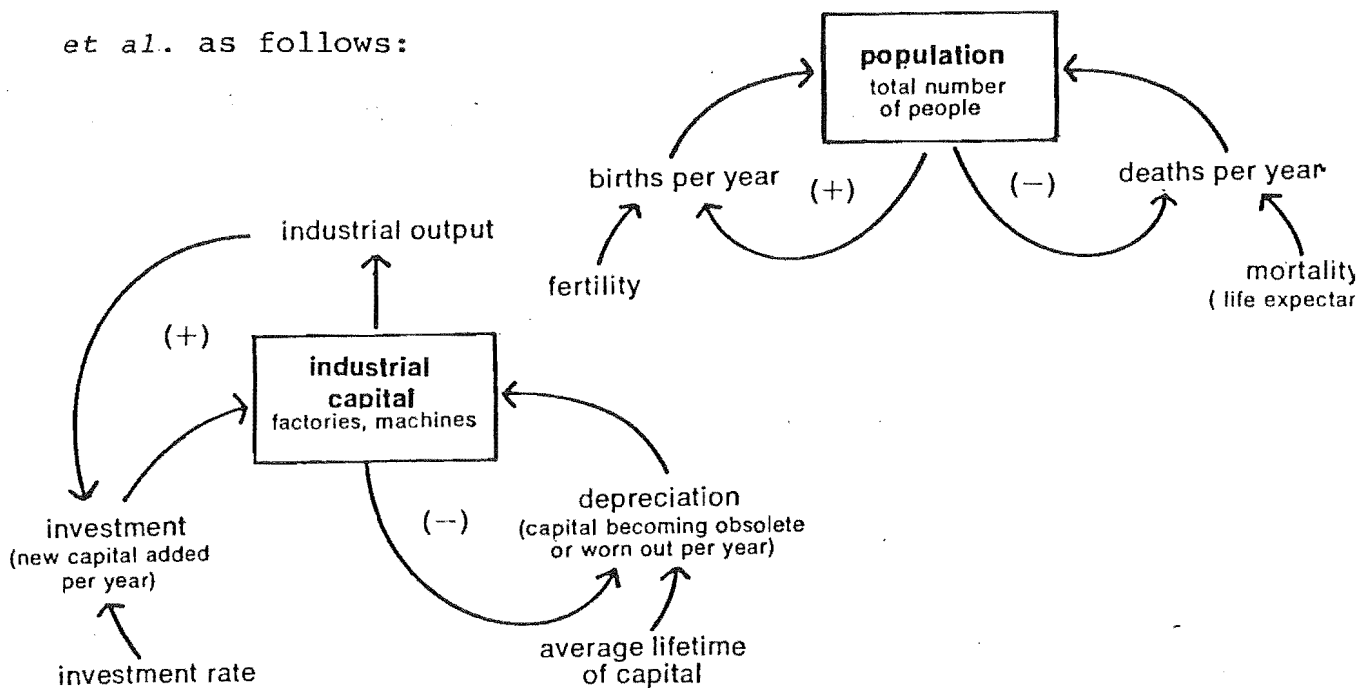 et al. as follows:
population
total number
of people
births per year
(+)
(-)
deaths per year
fertility
mortality
( life expectan
industrial output
(+)
industrial
capital
factories, machines
investment
(new capital added
per year)
(-)
depreciation
(capital becoming obsolete
or worn out per year)
investment rate
average lifetime
of capital